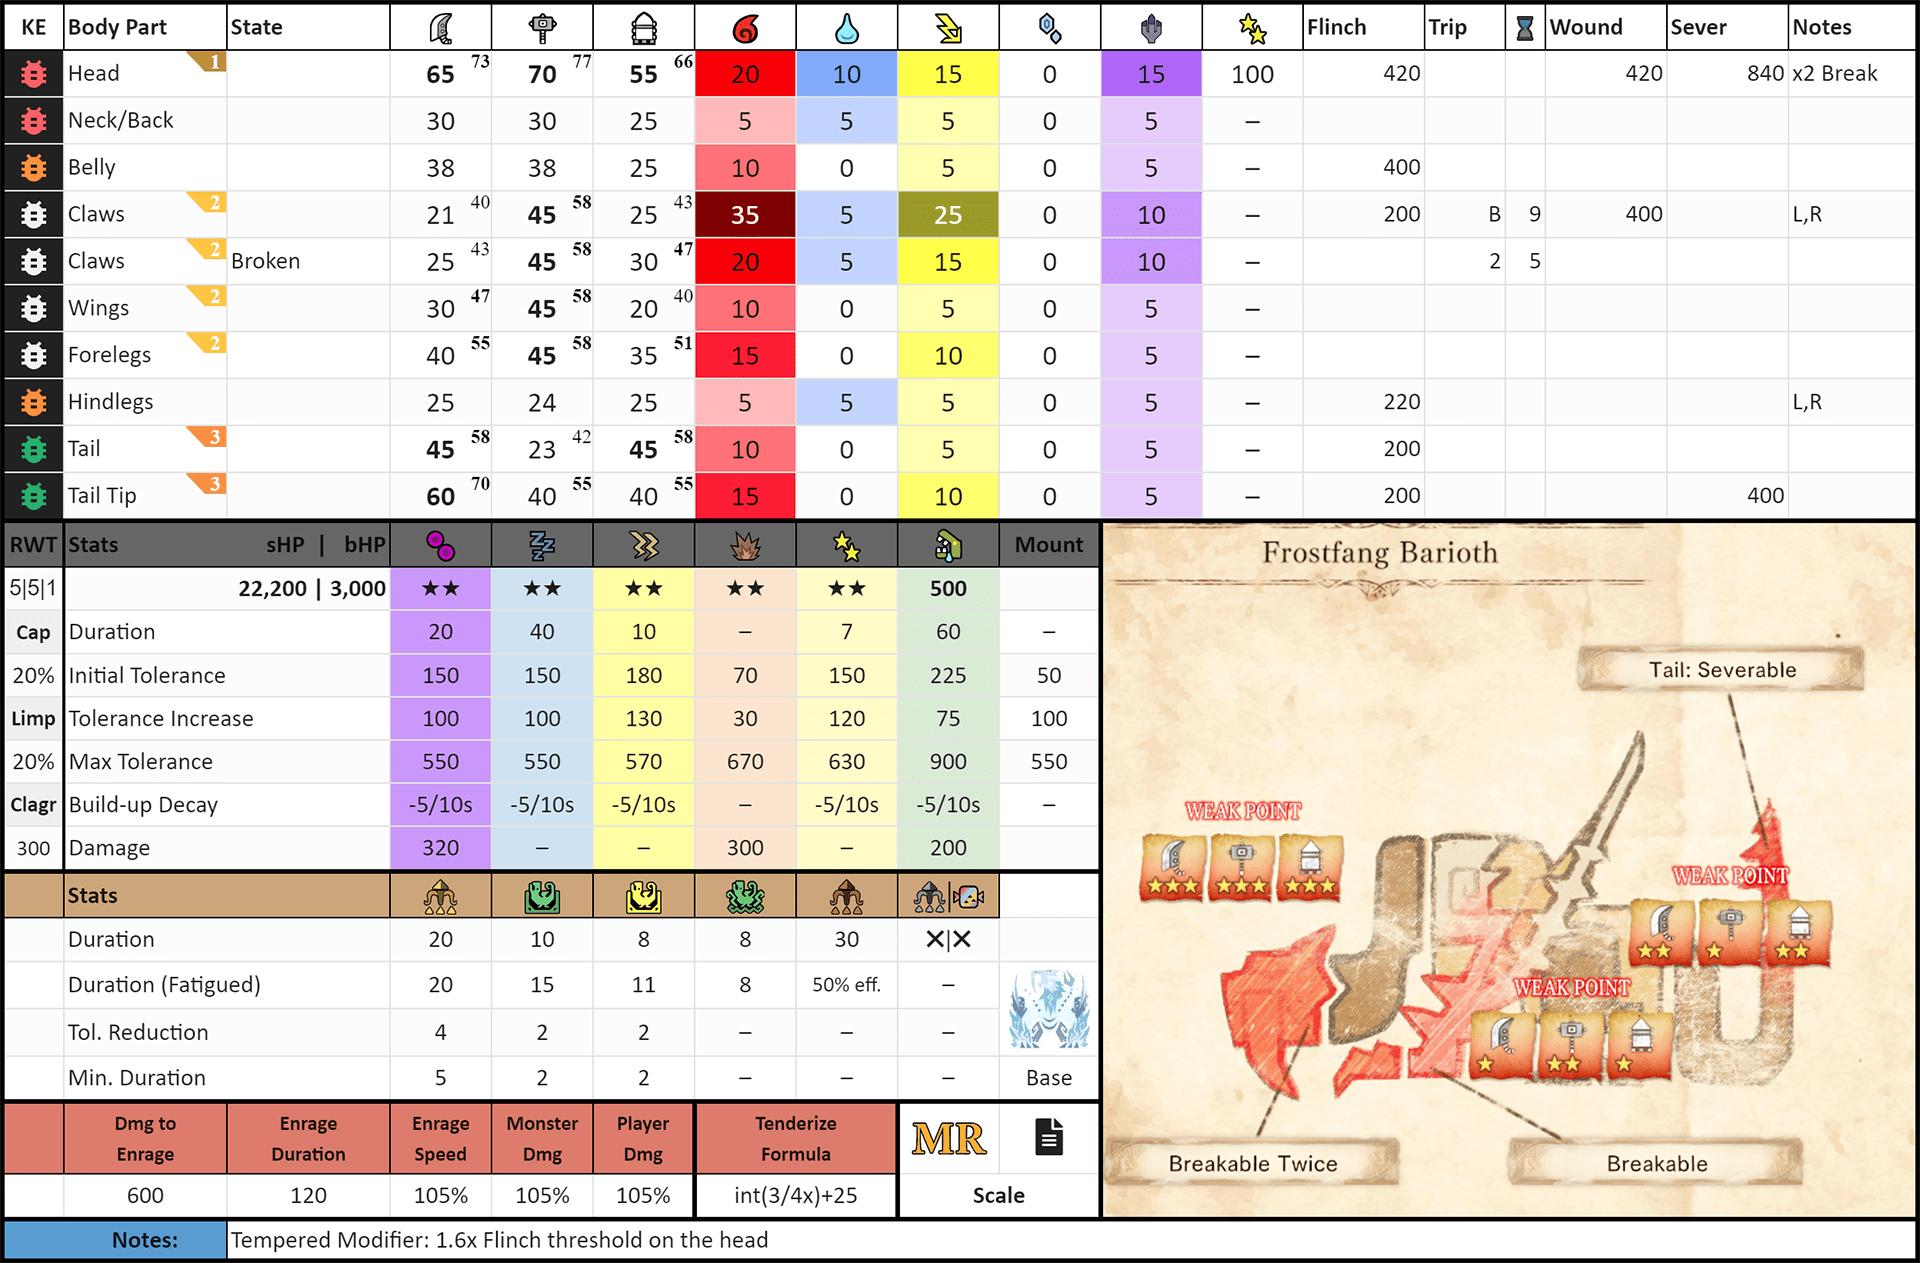 KE Body Part State Flinch Trip Wound Sever Notes
Head 1 65 73 70 77 55 66 20 10 15 0 15 100 420 420 840 x2 Break
Neck/Back 30 30 25 5 5 5 0 5 –
Belly 38 38 25 10 0 5 0 5 – 400
Claws 2 21 40 45 58 25 43 35 5 25 0 10 – 200 B 9 400 L,R
Claws 2 Broken 25 43 45 58 30 47 20 5 15 0 10 – 2 5
Wings 2 30 47 45 58 20 40 10 0 5 0 5 –
Forelegs 2 40 55 45 58 35 51 15 0 10 0 5 –
Hindlegs 25 24 25 5 5 5 0 5 – 220 L,R
Tail 3 45 58 23 42 45 58 10 0 5 0 5 – 200
Tail Tip 3 60 70 40 55 40 55 15 0 10 0 5 – 200 400
RWT Stats sHP | bHP Mount
5|5|1 22,200 | 3,000 ★★ ★★ ★★ ★★ ★★ 500
Cap Duration 20 40 10 – 7 60 –
20% Initial Tolerance 150 150 180 70 150 225 50
Limp Tolerance Increase 100 100 130 30 120 75 100
20% Max Tolerance 550 550 570 670 630 900 550
Clagr Build-up Decay -5/10s -5/10s -5/10s – -5/10s -5/10s –
300 Damage 320 – – 300 – 200
Stats
Duration 20 10 8 8 30 ✕|✕
Duration (Fatigued) 20 15 11 8 50% eff. –
Tol. Reduction 4 2 2 – – –
Min. Duration 5 2 2 – – – Base
Dmg to Enrage Enrage Duration Enrage Speed Monster Dmg Player Dmg Tenderize Formula MR
600 120 105% 105% 105% int(3/4x)+25 Scale
Notes: Tempered Modifier: 1.6x Flinch threshold on the head
Frostfang Barioth
Tail: Severable
WEAK POINT
WEAK POINT
WEAK POINT
Breakable Twice
Breakable